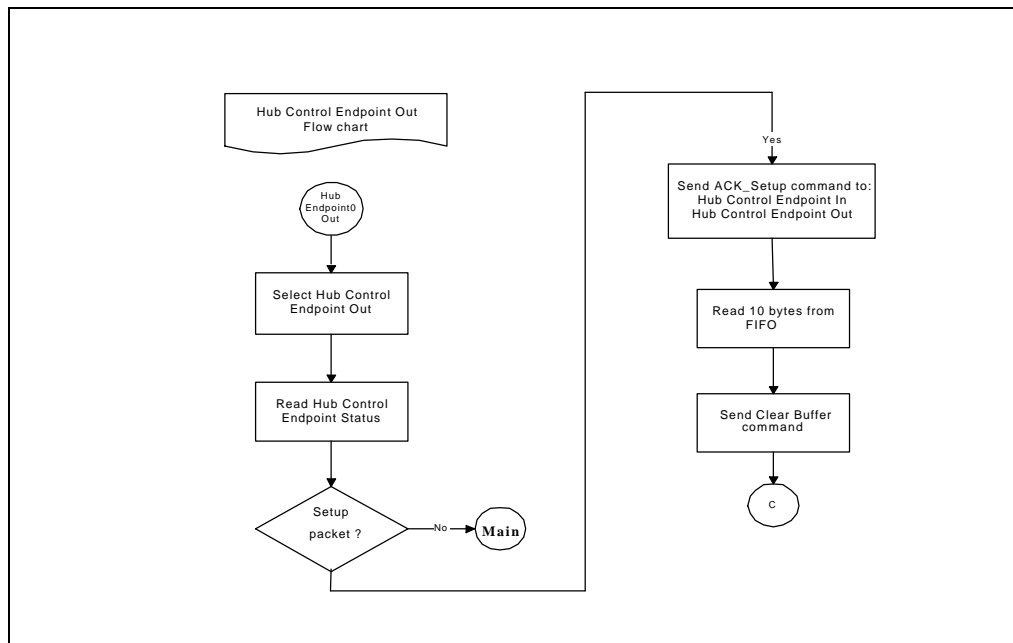 Hub Control Endpoint Out
Flow chart
Hub
Endpoint0
Out
Select Hub Control
Endpoint Out
Read Hub Control
Endpoint Status
Setup
packet ?
No
Main
Yes
Send ACK_Setup command to:
Hub Control Endpoint In
Hub Control Endpoint Out
Read 10 bytes from
FIFO
Send Clear Buffer
command
C